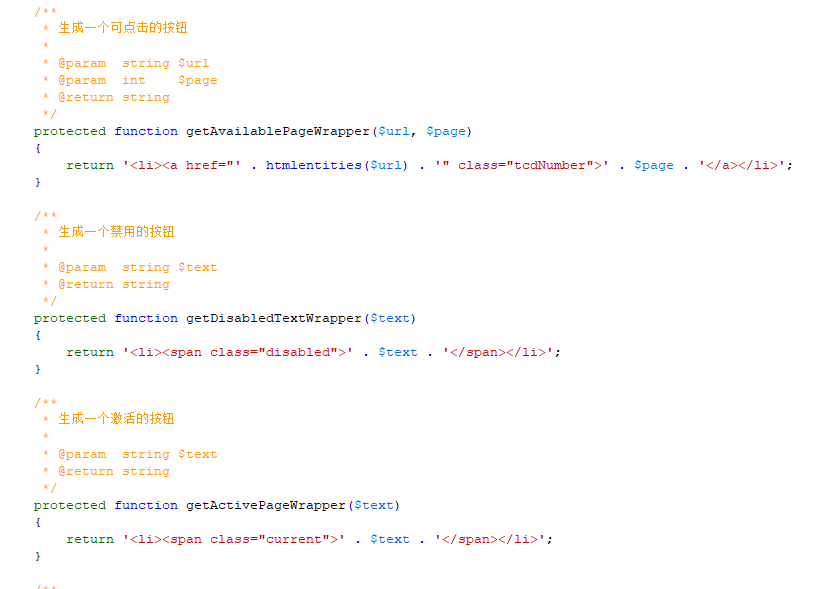 /**
 * 生成一个可点击的按钮
 *
 * @param  string $url
 * @param  int    $page
 * @return string
 */
protected function getAvailablePageWrapper($url, $page)
{
    return '<li><a href="' . htmlentities($url) . '" class="tcdNumber">' . $page . '</a></li>';
}

/**
 * 生成一个禁用的按钮
 *
 * @param  string $text
 * @return string
 */
protected function getDisabledTextWrapper($text)
{
    return '<li><span class="disabled">' . $text . '</span></li>';
}

/**
 * 生成一个激活的按钮
 *
 * @param  string $text
 * @return string
 */
protected function getActivePageWrapper($text)
{
    return '<li><span class="current">' . $text . '</span></li>';
}

/**